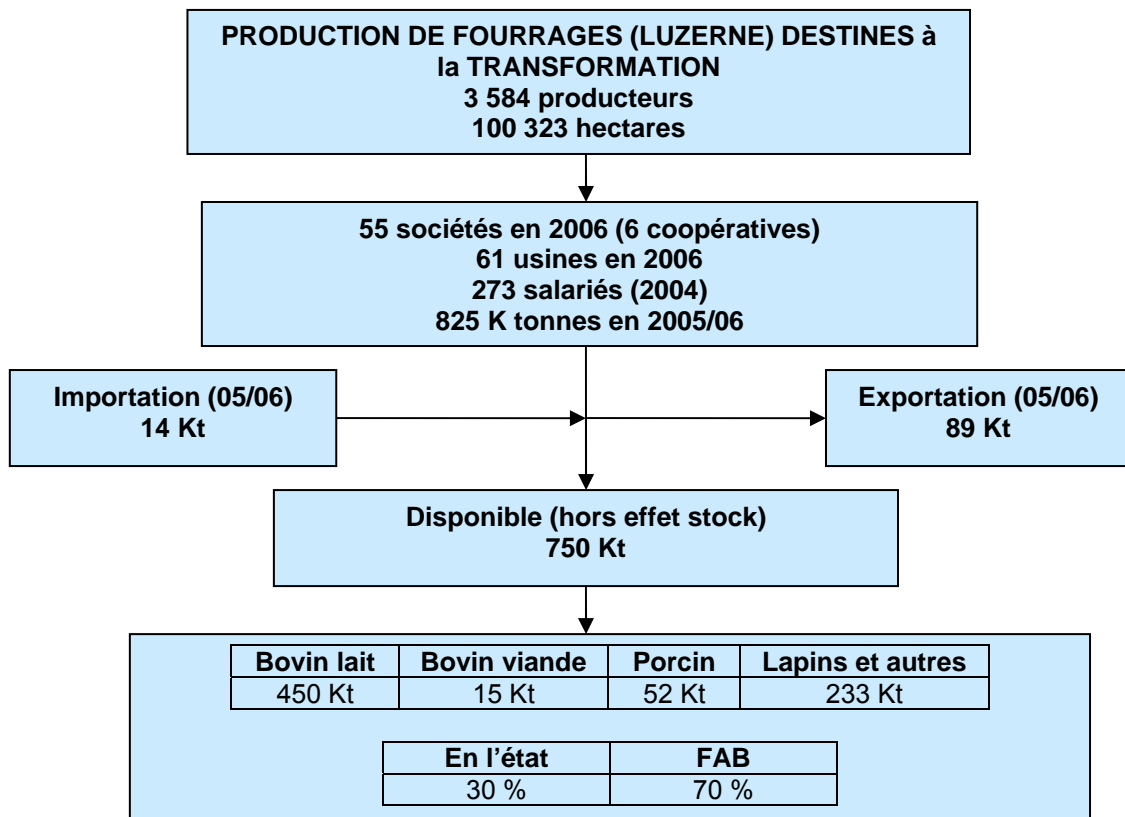 PRODUCTION DE FOURRAGES (LUZERNE) DESTINES à
la TRANSFORMATION
3 584 producteurs
100 323 hectares
55 sociétés en 2006 (6 coopératives)
61 usines en 2006
273 salariés (2004)
825 K tonnes en 2005/06
Importation (05/06)
14 Kt
Exportation (05/06)
89 Kt
Disponible (hors effet stock)
750 Kt
Bovin lait Bovin viande Porcin Lapins et autres
450 Kt 15 Kt 52 Kt 233 Kt
En l'état FAB
30 % 70 %